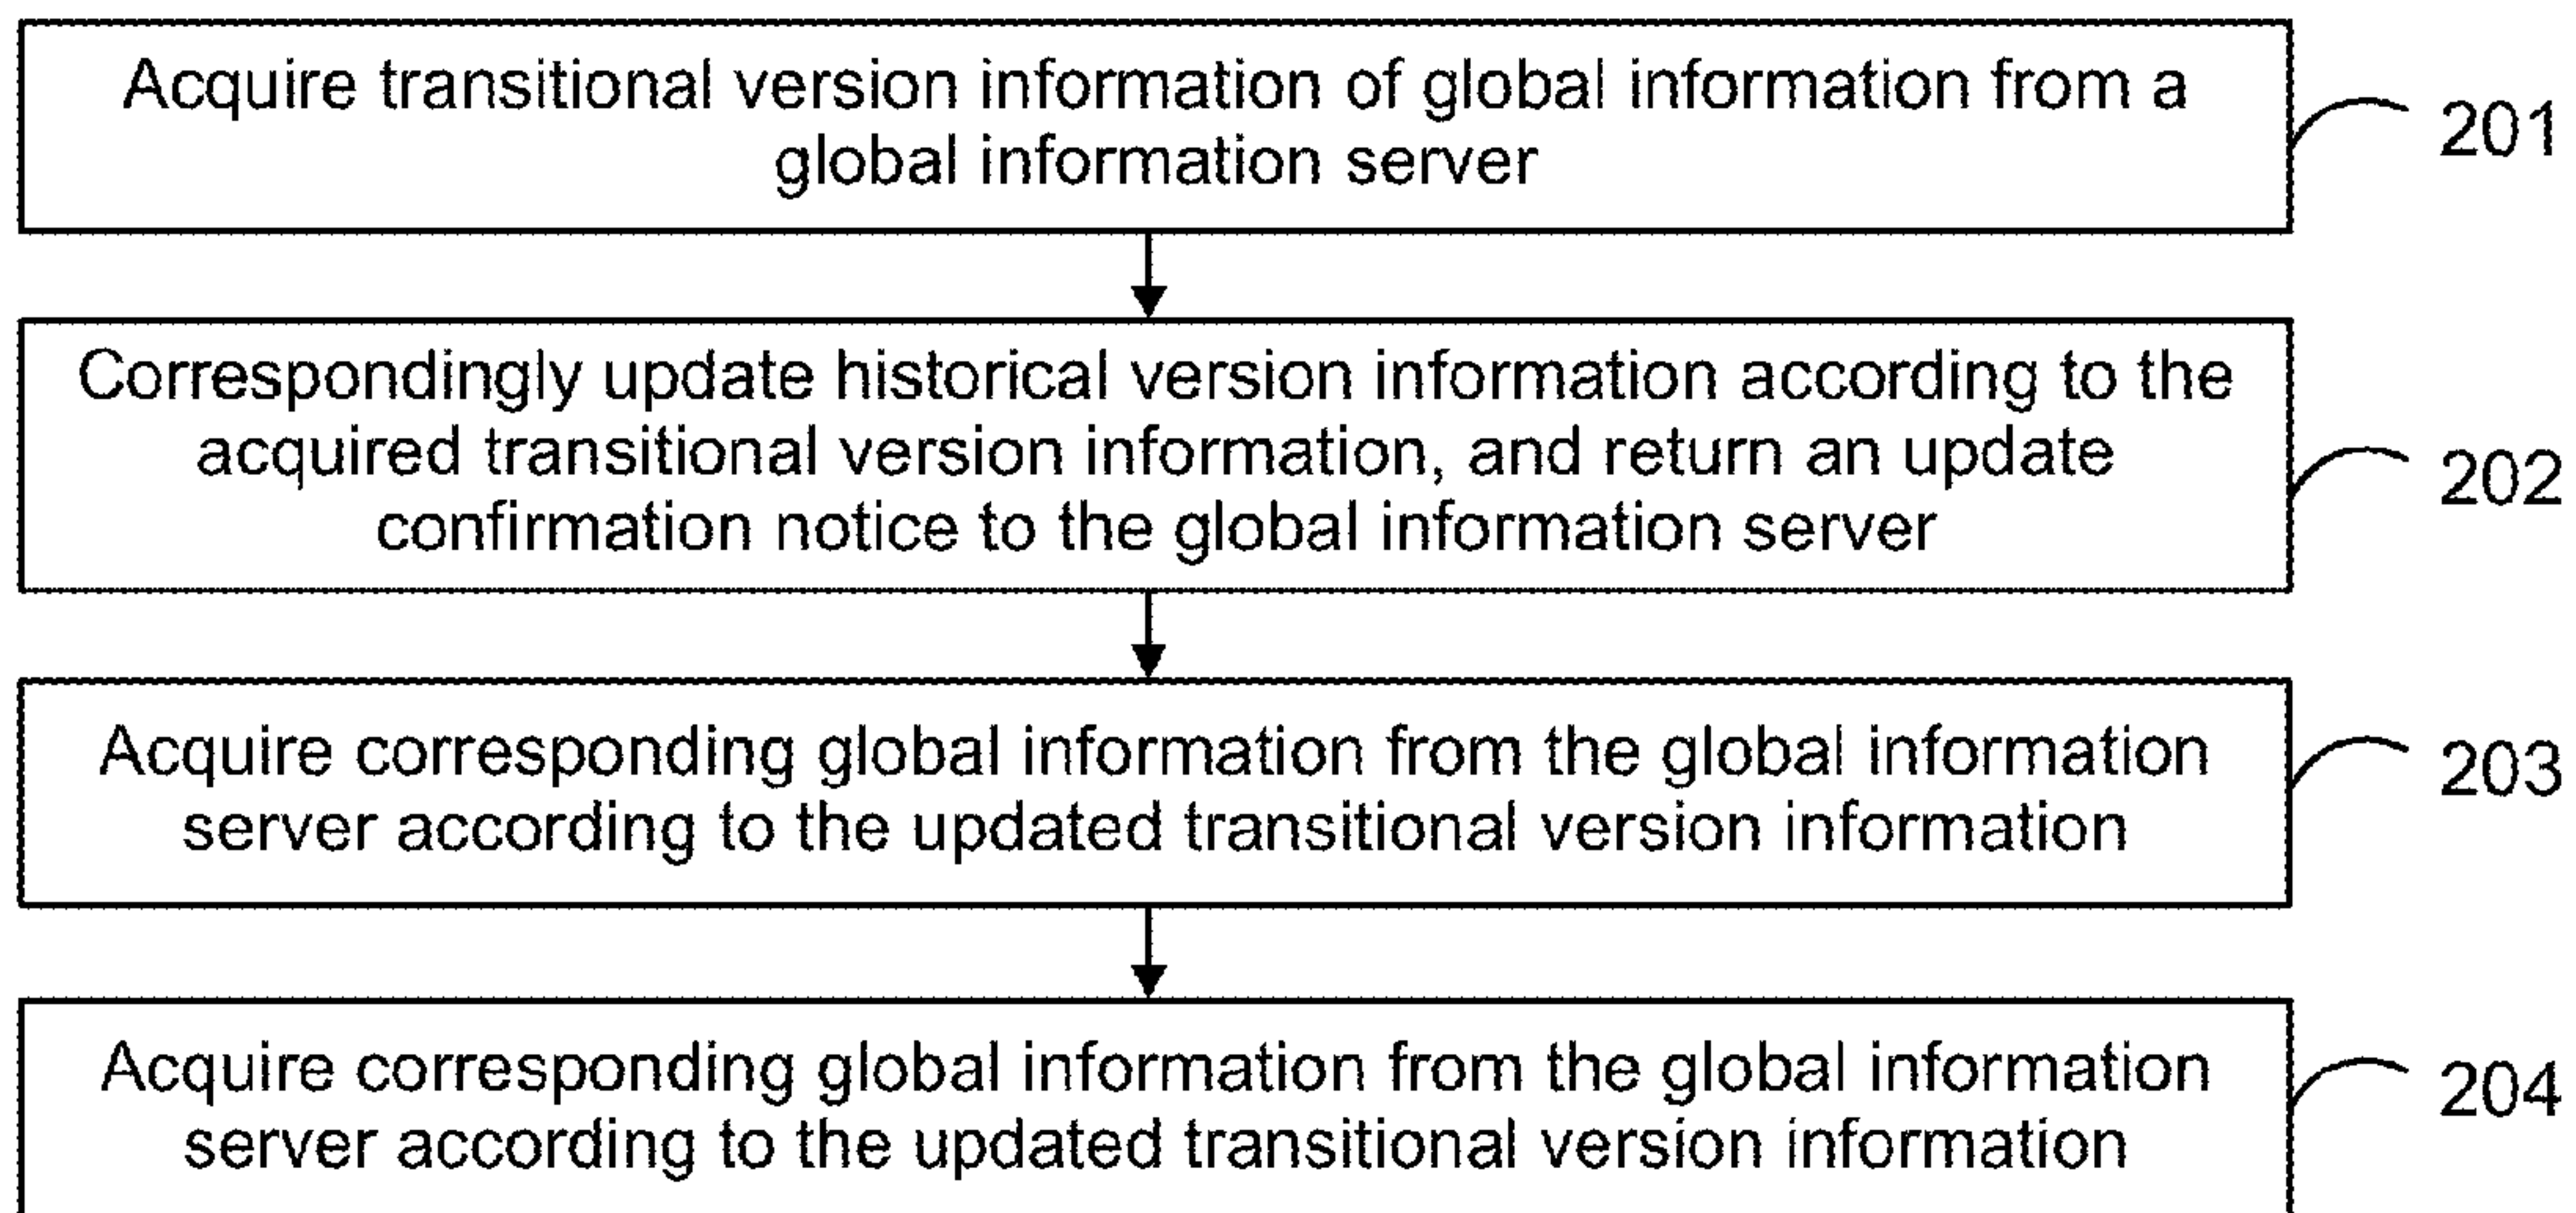 Acquire transitional version information of global information from a
global information server
201
Correspondingly update historical version information according to the
acquired transitional version information, and return an update
confirmation notice to the global information server
202
Acquire corresponding global information from the global information
server according to the updated transitional version information
203
Acquire corresponding global information from the global information
server according to the updated transitional version information
204